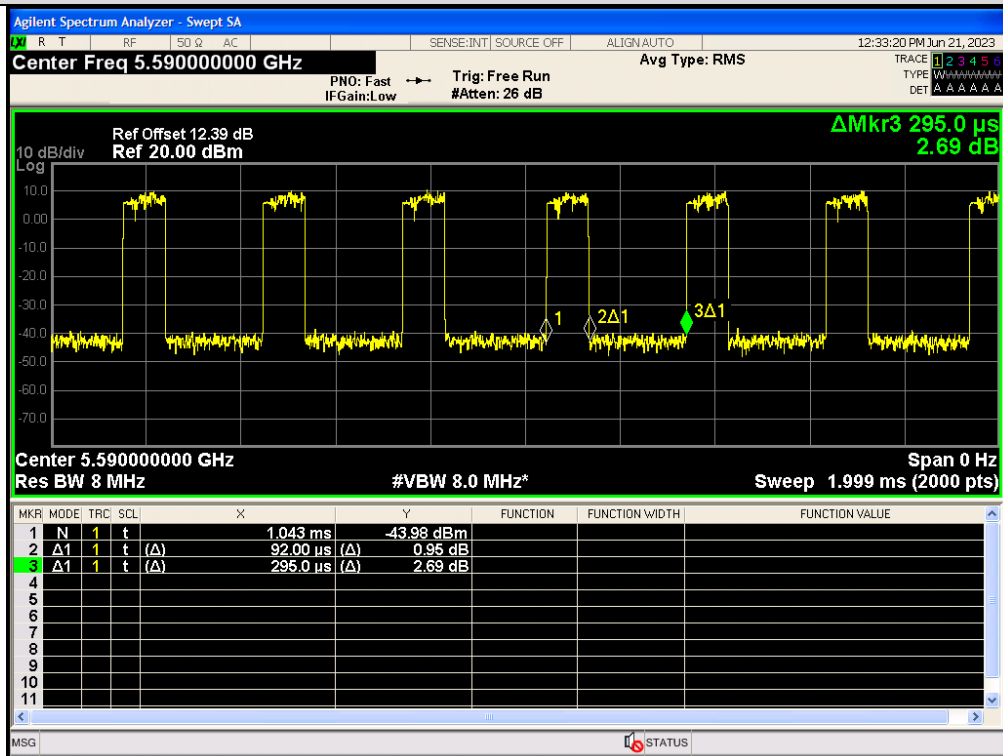 Agilent Spectrum Analyzer - Swept SA
LXI R T RF 50 Ω AC SENSE:INT SOURCE OFF ALIGN AUTO 12:33:20 PM Jun 21, 2023
Center Freq 5.590000000 GHz Avg Type: RMS TRACE 1 2 3 4 5 6
PNO: Fast Trig: Free Run TYPE W
IFGain:Low #Atten: 26 dB DET A A A A A A
ΔMkr3 295.0 µs
2.69 dB
Ref Offset 12.39 dB
10 dB/div Ref 20.00 dBm
Log
10.0
0.00
-10.0
-20.0
-30.0
1 2Δ1 3Δ1
-40.0
-50.0
-60.0
-70.0
Center 5.590000000 GHz Span 0 Hz
Res BW 8 MHz #VBW 8.0 MHz* Sweep 1.999 ms (2000 pts)
MKR MODE TRC SCL X Y FUNCTION FUNCTION WIDTH FUNCTION VALUE
1 N 1 t 1.043 ms -43.98 dBm
2 Δ1 1 t (Δ) 92.00 µs (Δ) 0.95 dB
3 Δ1 1 t (Δ) 295.0 µs (Δ) 2.69 dB
4
5
6
7
8
9
10
11
MSG STATUS